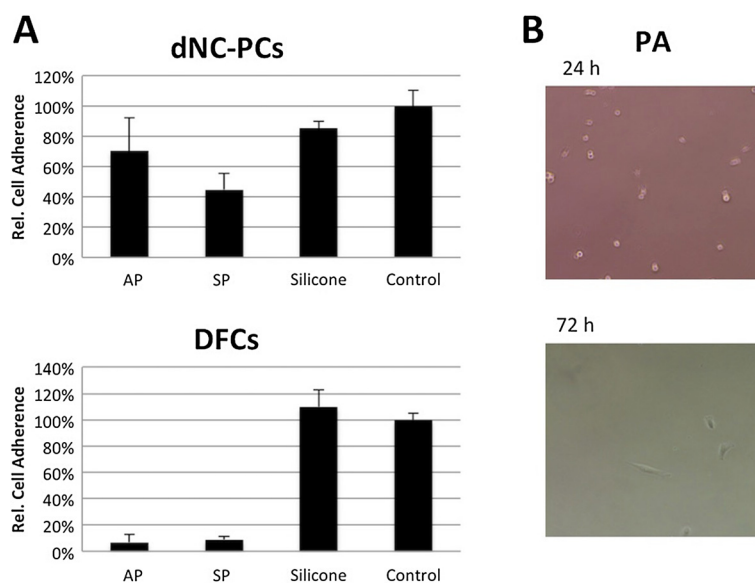 A
dNC-PCs
Rel. Cell Adherence
120%
100%
80%
60%
40%
20%
0%
AP SP Silicone Control
DFCs
Rel. Cell Adherence
140%
120%
100%
80%
60%
40%
20%
0%
AP SP Silicone Control
B
PA
24 h
72 h